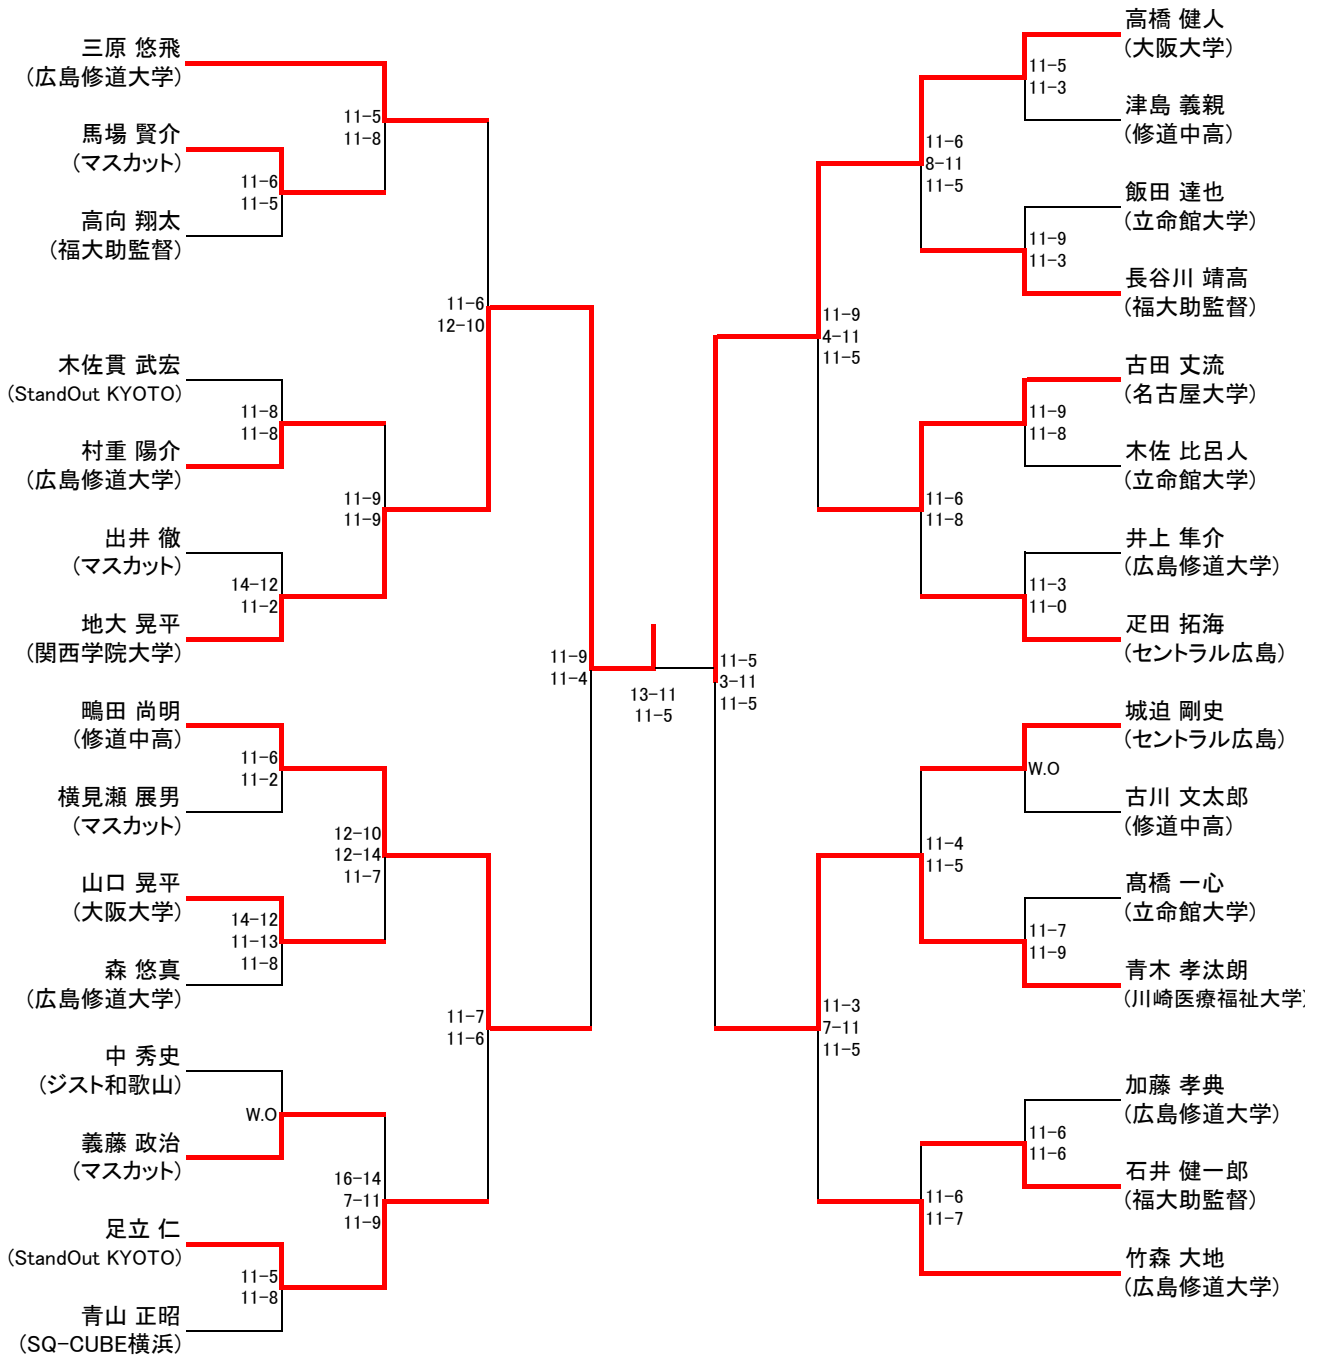 三原 悠飛
(広島修道大学)
馬場 賢介
(マスカット)
高向 翔太
(福大助監督)
木佐貫 武宏
(StandOut KYOTO)
村重 陽介
(広島修道大学)
出井 徹
(マスカット)
地大 晃平
(関西学院大学)
鴫田 尚明
(修道中高)
横見瀬 展男
(マスカット)
山口 晃平
(大阪大学)
森 悠真
(広島修道大学)
中 秀史
(ジスト和歌山)
義藤 政治
(マスカット)
足立 仁
(StandOut KYOTO)
青山 正昭
(SQ-CUBE横浜)
11-6
11-5
11-8
11-8
14-12
11-2
11-6
11-2
14-12
11-13
11-8
W.O
11-5
11-8
11-5
11-8
11-9
11-9
12-10
12-14
11-7
16-14
7-11
11-9
11-6
12-10
11-7
11-6
11-9
11-4
13-11
11-5
11-5
3-11
11-5
11-9
4-11
11-5
11-3
7-11
11-5
11-6
8-11
11-5
11-6
11-8
11-4
11-5
11-6
11-7
11-5
11-3
11-9
11-3
11-9
11-8
11-3
11-0
W.O
11-7
11-9
11-6
11-6
高橋 健人
(大阪大学)
津島 義親
(修道中高)
飯田 達也
(立命館大学)
長谷川 靖高
(福大助監督)
古田 丈流
(名古屋大学)
木佐 比呂人
(立命館大学)
井上 隼介
(広島修道大学)
疋田 拓海
(セントラル広島)
城迫 剛史
(セントラル広島)
古川 文太郎
(修道中高)
髙橋 一心
(立命館大学)
青木 孝汰朗
(川崎医療福祉大学)
加藤 孝典
(広島修道大学)
石井 健一郎
(福大助監督)
竹森 大地
(広島修道大学)